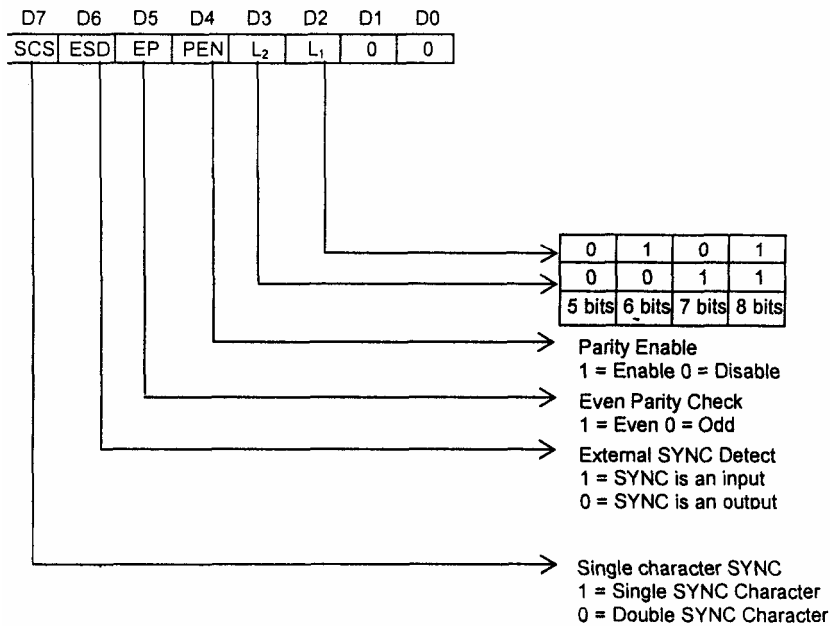 D7 D6 D5 D4 D3 D2 D1 D0
SCS ESD EP PEN L₂ L₁ 0 0
0 1 0 1
0 0 1 1
5 bits 6 bits 7 bits 8 bits
Parity Enable
1 = Enable 0 = Disable
Even Parity Check
1 = Even 0 = Odd
External SYNC Detect
1 = SYNC is an input
0 = SYNC is an output
Single character SYNC
1 = Single SYNC Character
0 = Double SYNC Character